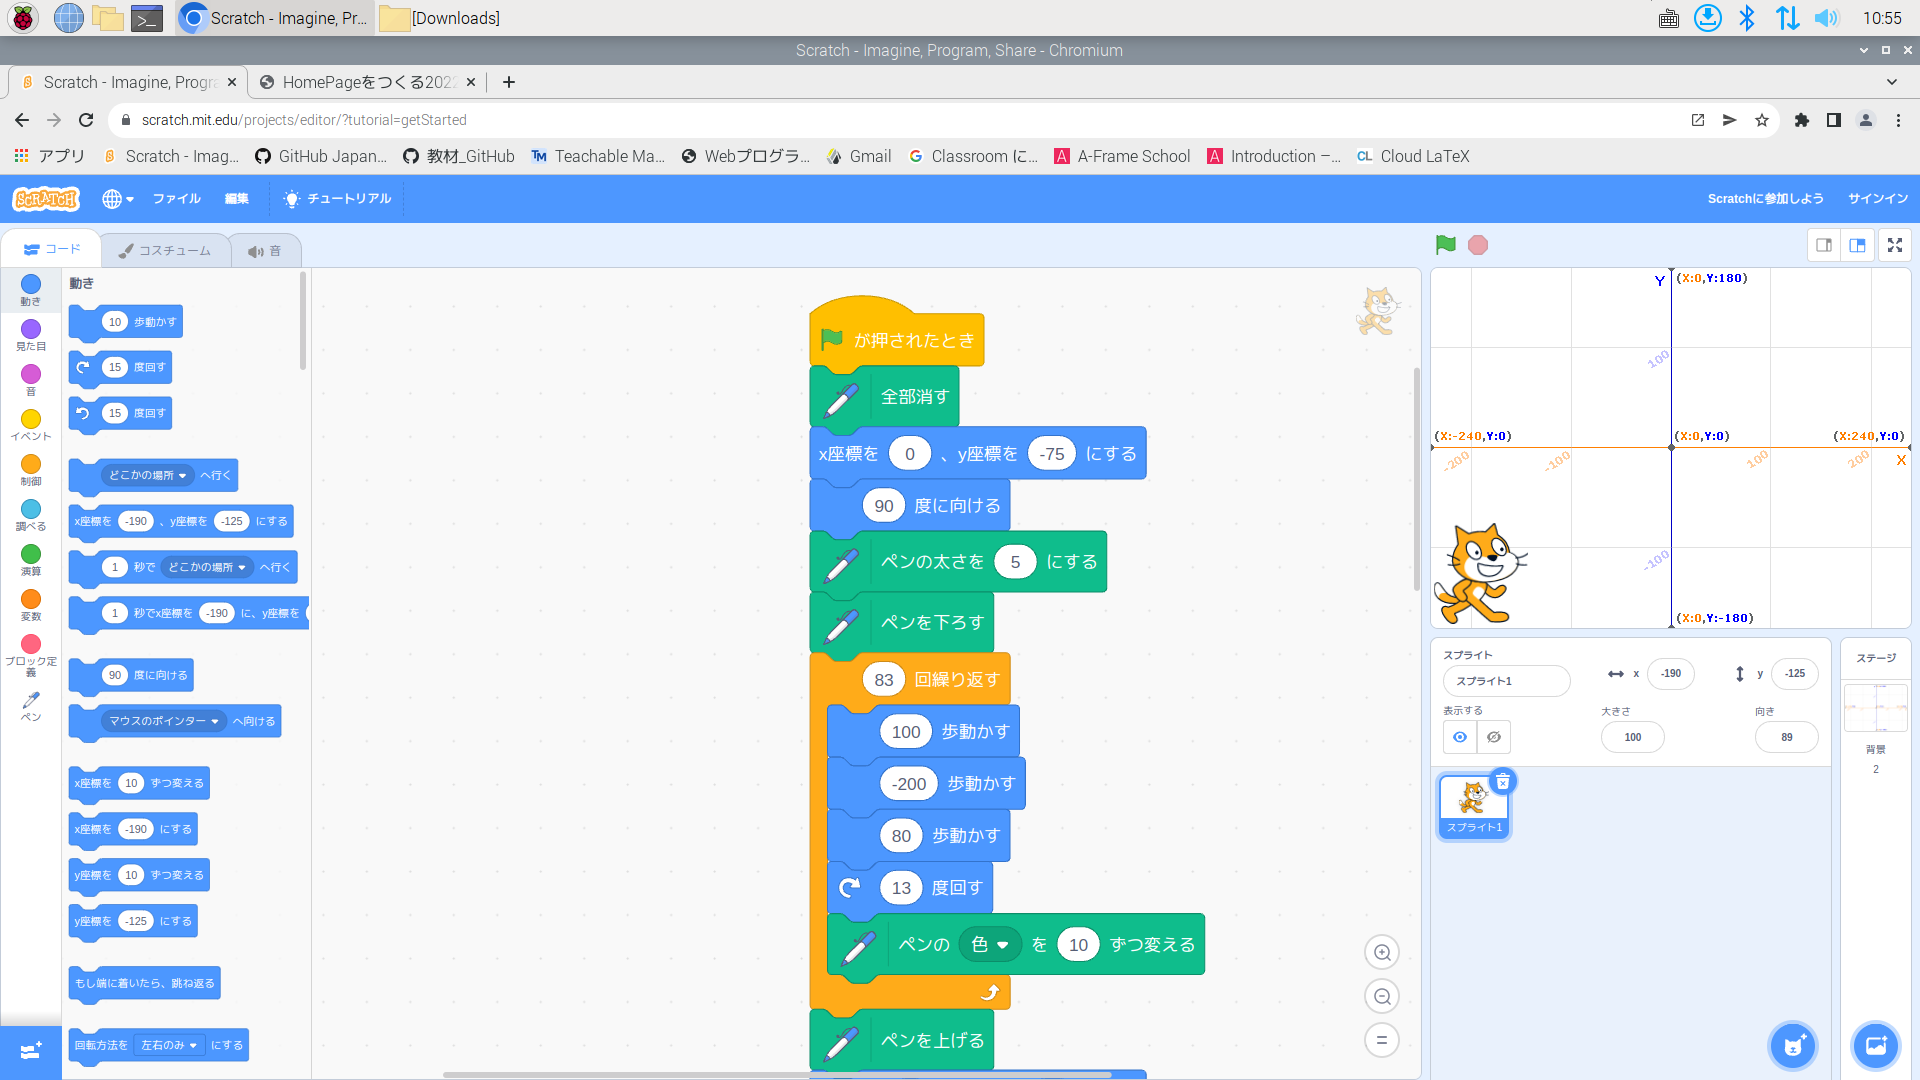 Scratch - Imagine, Pr...
[Downloads]
10:55
Scratch - Imagine, Program, Share - Chromium
Scratch - Imagine, Progra
HomePageをつくる2022
scratch.mit.edu/projects/editor/?tutorial=getStarted
アプリ
Scratch - Imag...
GitHub Japan...
教材_GitHub
TM Teachable Ma...
Webプログラ...
Gmail
G Classroom に...
A A-Frame School
A Introduction –...
CL Cloud LaTeX
SCRATCH
ファイル
編集
チュートリアル
Scratchに参加しよう
サインイン
コード
コスチューム
音
動き
見た目
音
イベント
制御
調べる
演算
変数
ブロック定義
ペン
動き
10 歩動かす
15 度回す
15 度回す
どこかの場所 へ行く
x座標を -190 、y座標を -125 にする
1 秒で どこかの場所 へ行く
1 秒でx座標を -190 に、y座標を
90 度に向ける
マウスのポインター へ向ける
x座標を 10 ずつ変える
x座標を -190 にする
y座標を 10 ずつ変える
y座標を -125 にする
もし端に着いたら、跳ね返る
回転方法を 左右のみ にする
が押されたとき
全部消す
x座標を 0 、y座標を -75 にする
90 度に向ける
ペンの太さを 5 にする
ペンを下ろす
83 回繰り返す
100 歩動かす
-200 歩動かす
80 歩動かす
13 度回す
ペンの 色 を 10 ずつ変える
ペンを上げる
Y (X:0,Y:180)
100
(X:-240,Y:0)
(X:0,Y:0)
(X:240,Y:0)
-200
-100
100
200
X
-100
(X:0,Y:-180)
スプライト
スプライト1
x -190
y -125
表示する
大きさ
100
向き
89
スプライト1
ステージ
背景
2